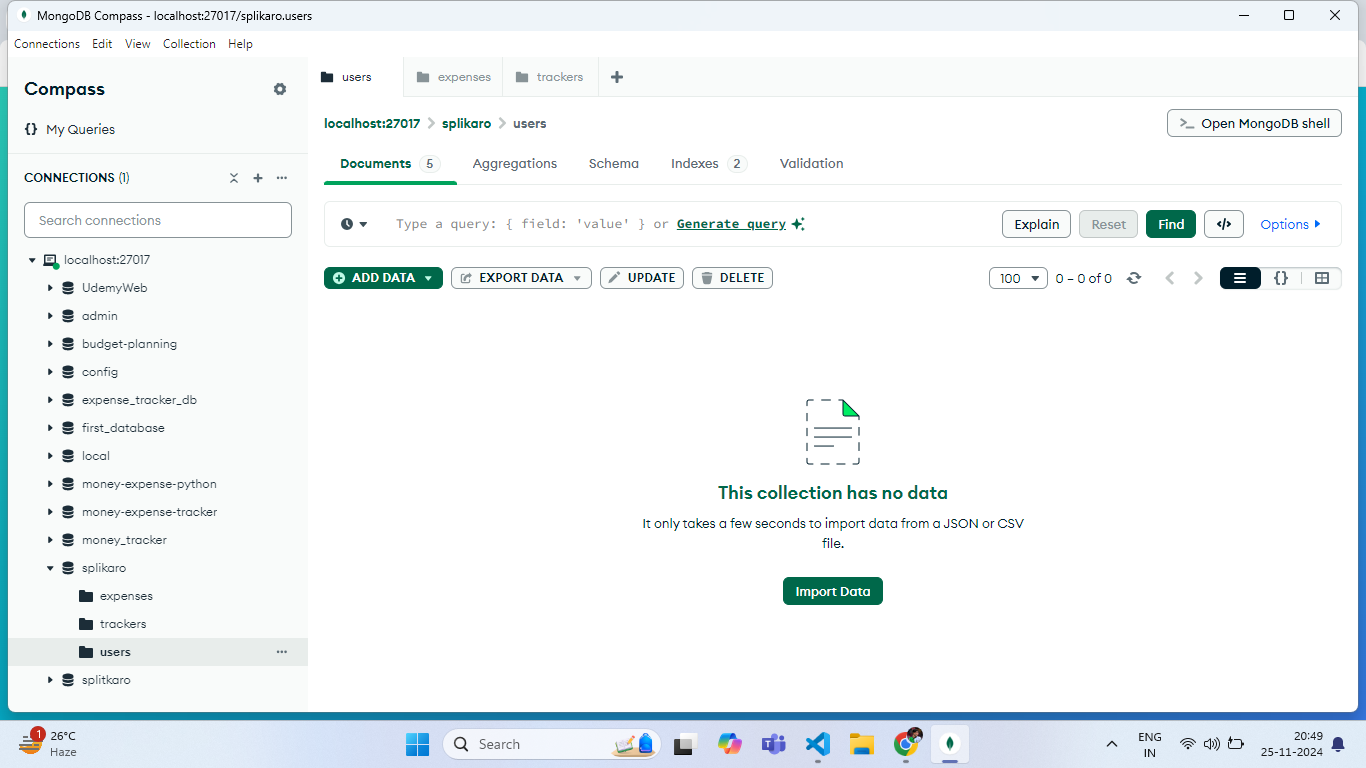 MongoDB Compass - localhost:27017/splikaro.users
Connections Edit View Collection Help
Compass
{} My Queries
CONNECTIONS (1)
Search connections
localhost:27017
UdemyWeb
admin
budget-planning
config
expense_tracker_db
first_database
local
money-expense-python
money-expense-tracker
money_tracker
splikaro
expenses
trackers
users
splitkaro
users expenses trackers
localhost:27017 splikaro users
>_ Open MongoDB shell
Documents 5 Aggregations Schema Indexes 2 Validation
Type a query: { field: 'value' } or Generate query
Explain Reset Find </> Options
ADD DATA EXPORT DATA UPDATE DELETE
100 0 – 0 of 0 {}
This collection has no data
It only takes a few seconds to import data from a JSON or CSV
file.
Import Data
1 26°C
Haze
Search
ENG
IN
20:49
25-11-2024